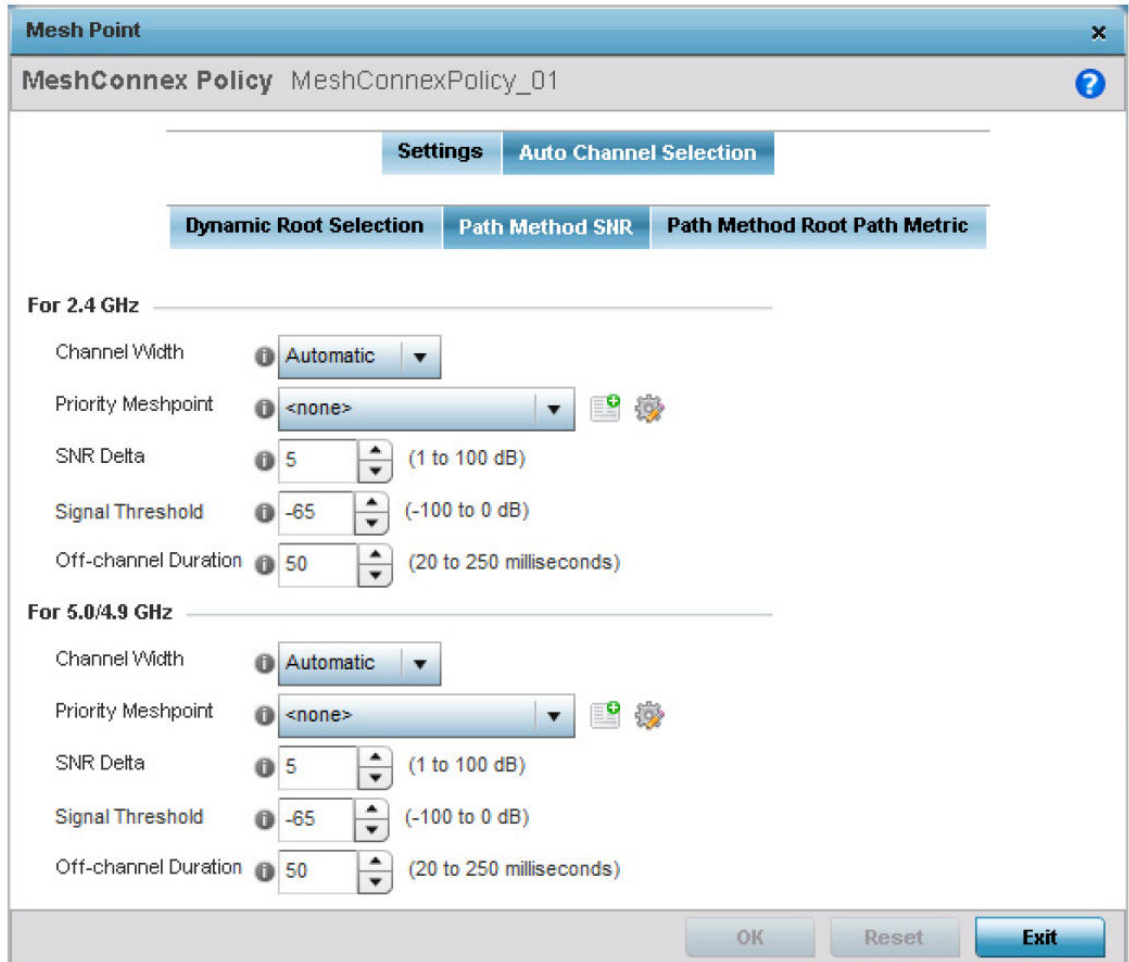 Mesh Point
MeshConnex Policy MeshConnexPolicy_01
Settings Auto Channel Selection
Dynamic Root Selection Path Method SNR Path Method Root Path Metric
For 2.4 GHz
Channel Width Automatic
Priority Meshpoint <none>
SNR Delta 5 (1 to 100 dB)
Signal Threshold -65 (-100 to 0 dB)
Off-channel Duration 50 (20 to 250 milliseconds)
For 5.0/4.9 GHz
Channel Width Automatic
Priority Meshpoint <none>
SNR Delta 5 (1 to 100 dB)
Signal Threshold -65 (-100 to 0 dB)
Off-channel Duration 50 (20 to 250 milliseconds)
OK Reset Exit